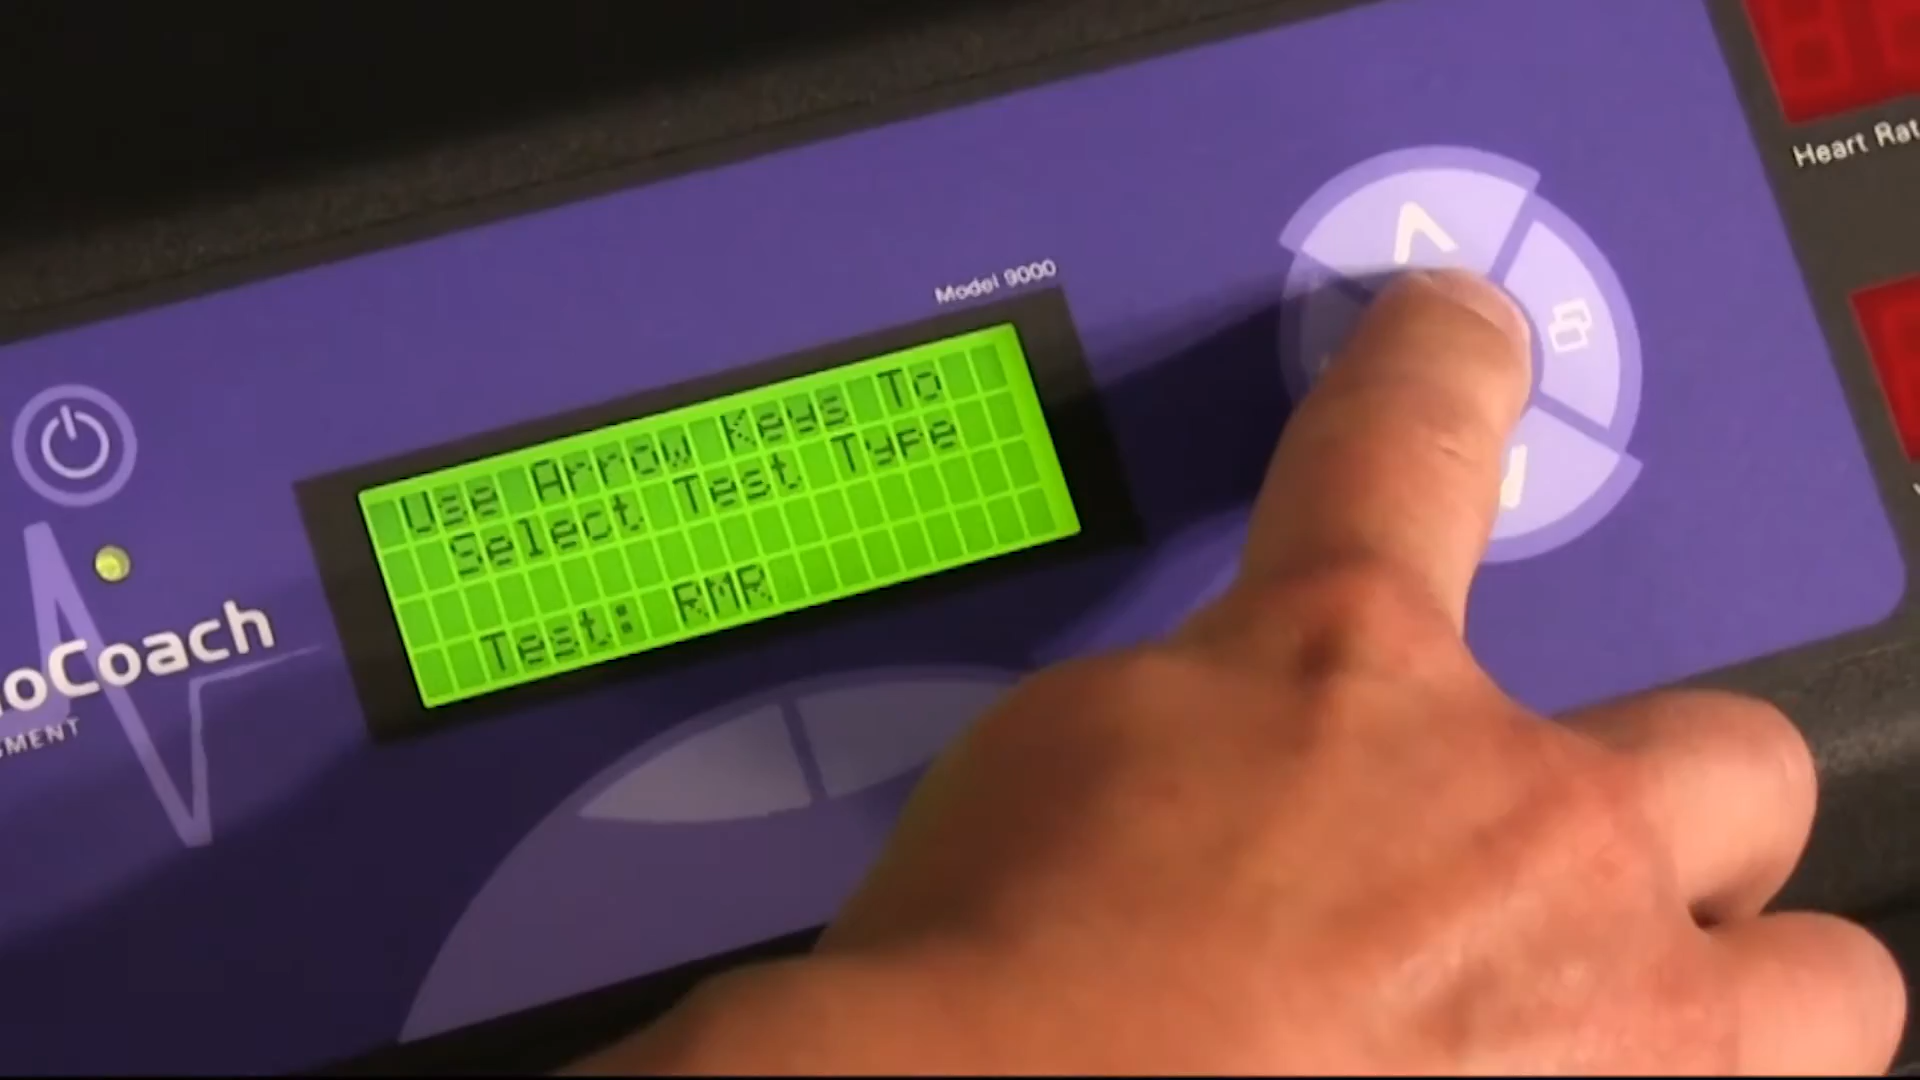 Heart Rat
Model 9000
Use Arrow Keys To
Select Test Type
Test: RMR
oCoach
SMENT